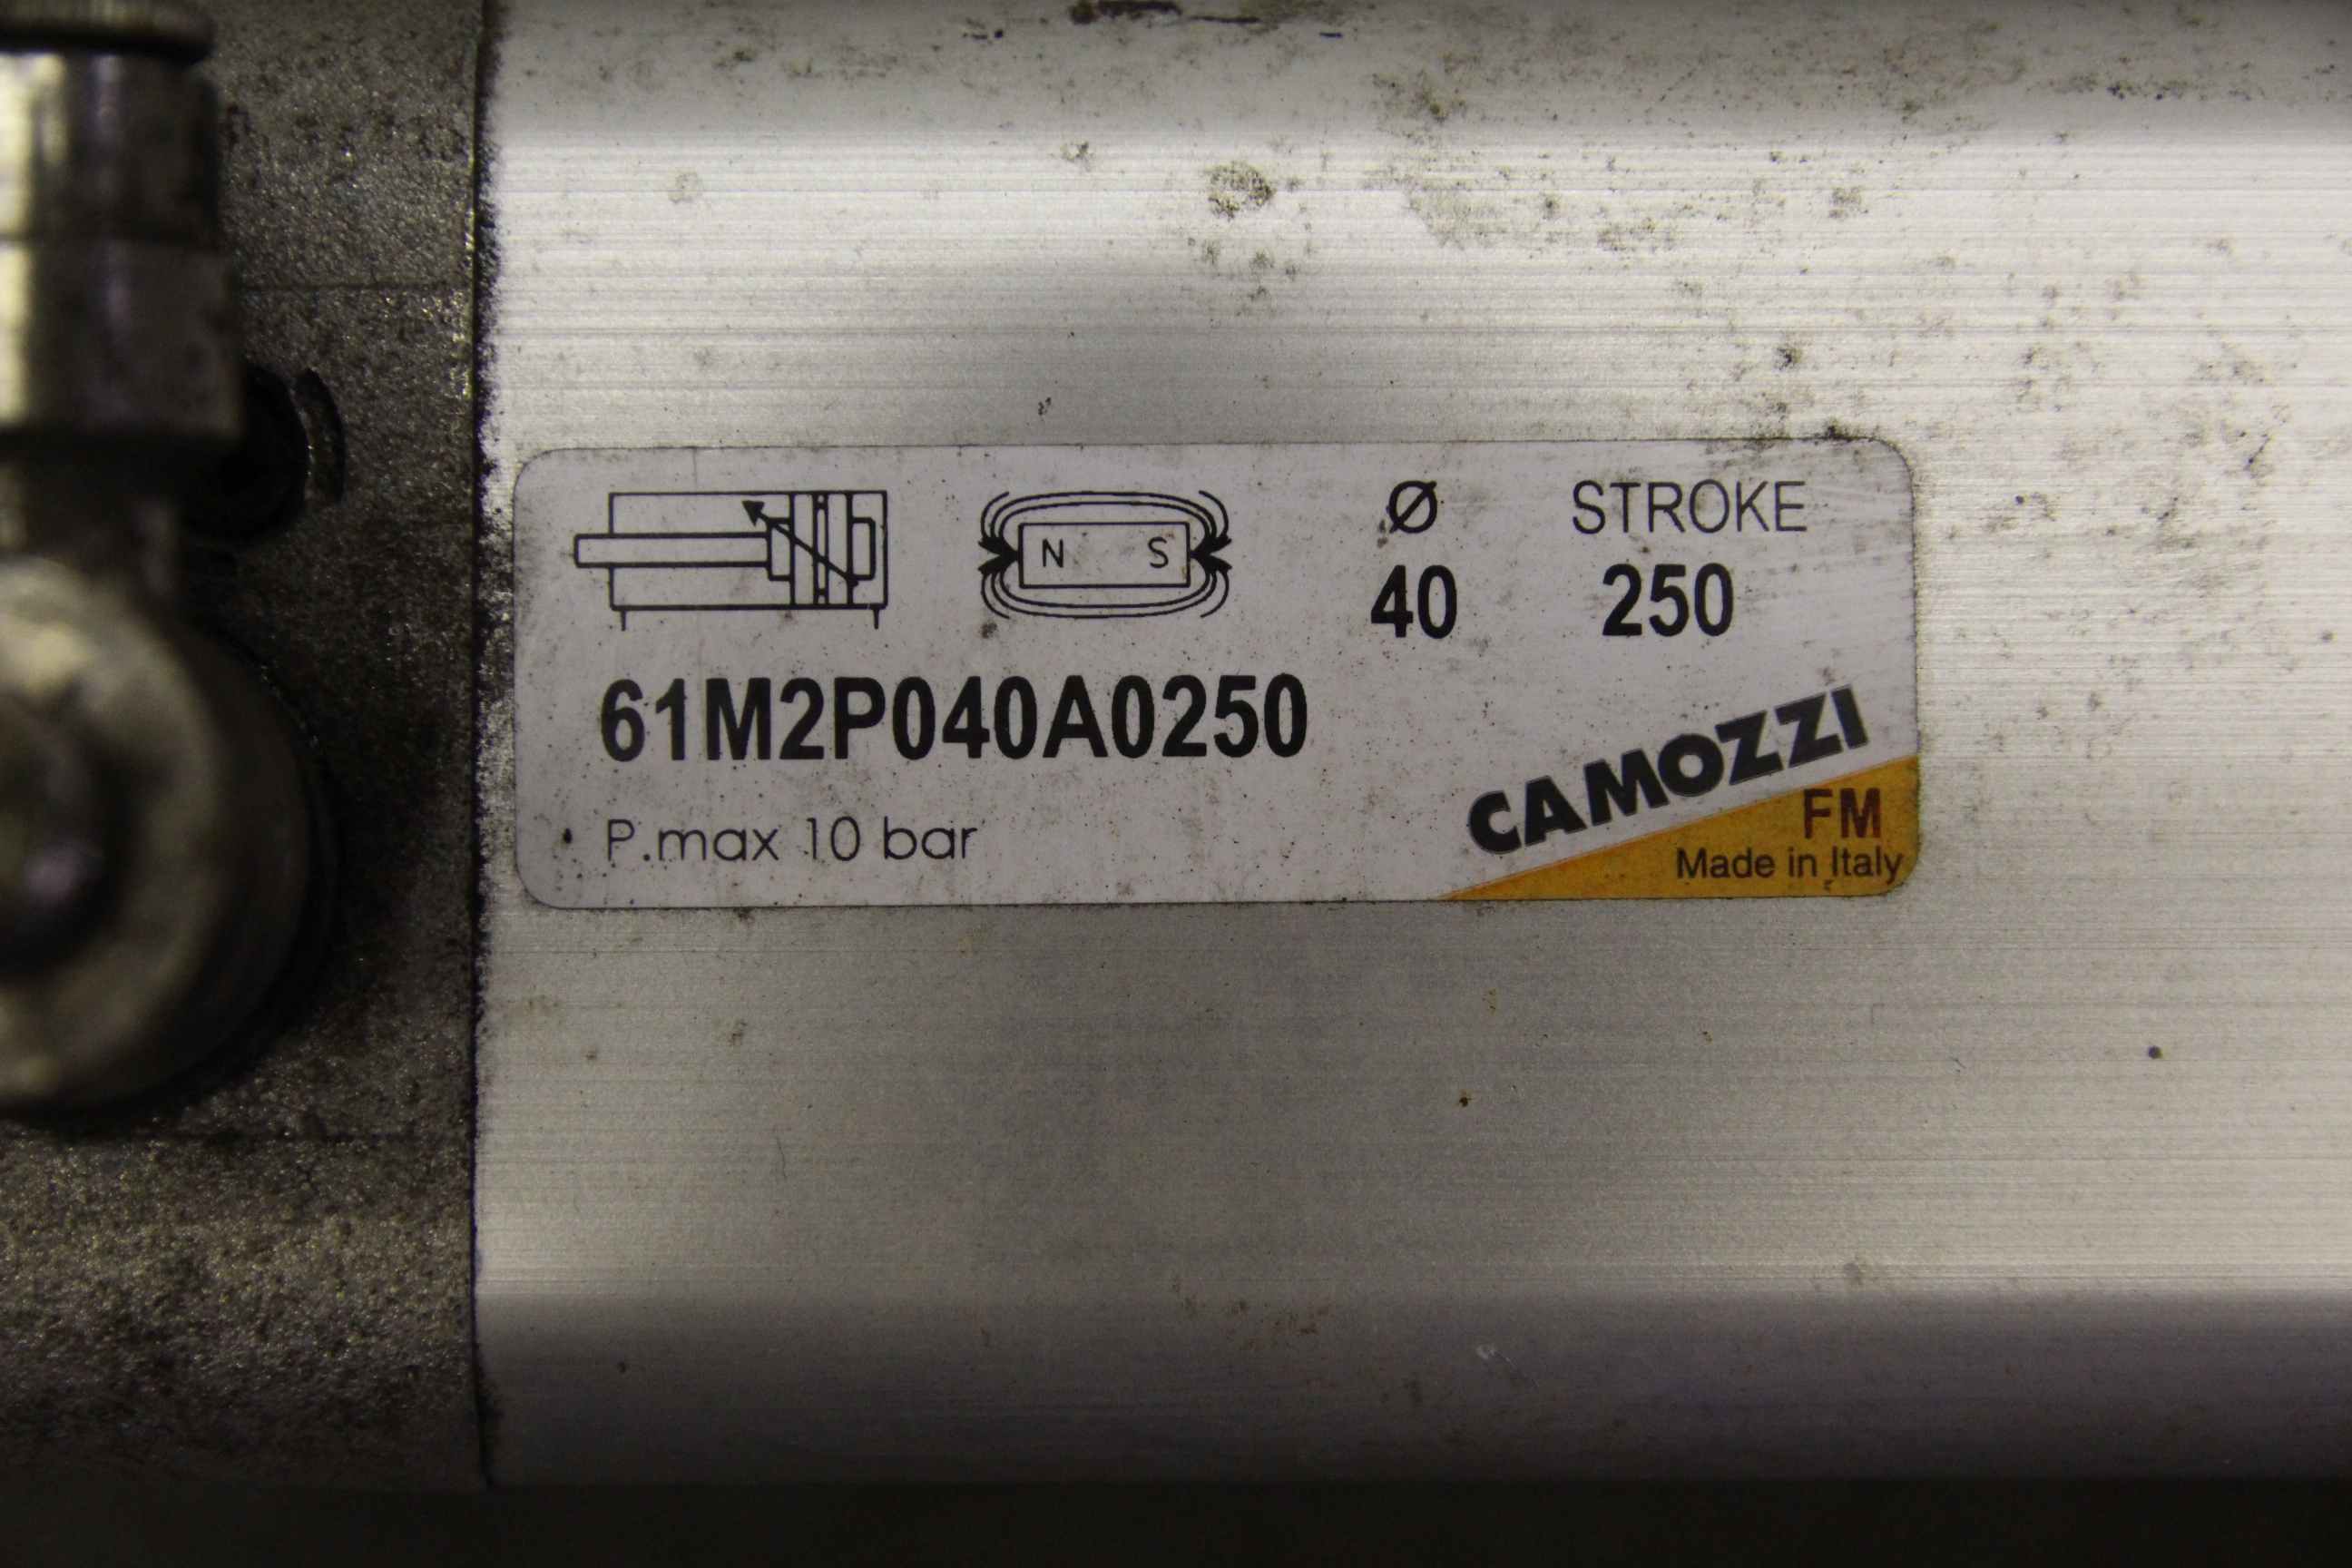 N S
Ø STROKE
40 250
61M2P040A0250
P.max 10 bar
CAMOZZI
FM
Made in Italy